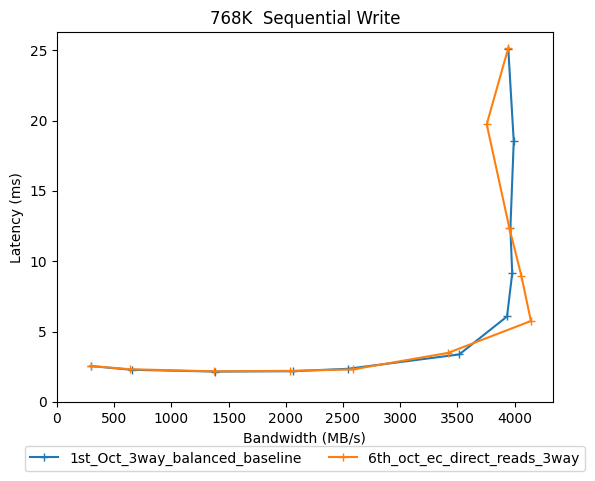 768K  Sequential Write
Latency (ms)
25
20
15
10
5
0
0 500 1000 1500 2000 2500 3000 3500 4000
Bandwidth (MB/s)
1st_Oct_3way_balanced_baseline 6th_oct_ec_direct_reads_3way